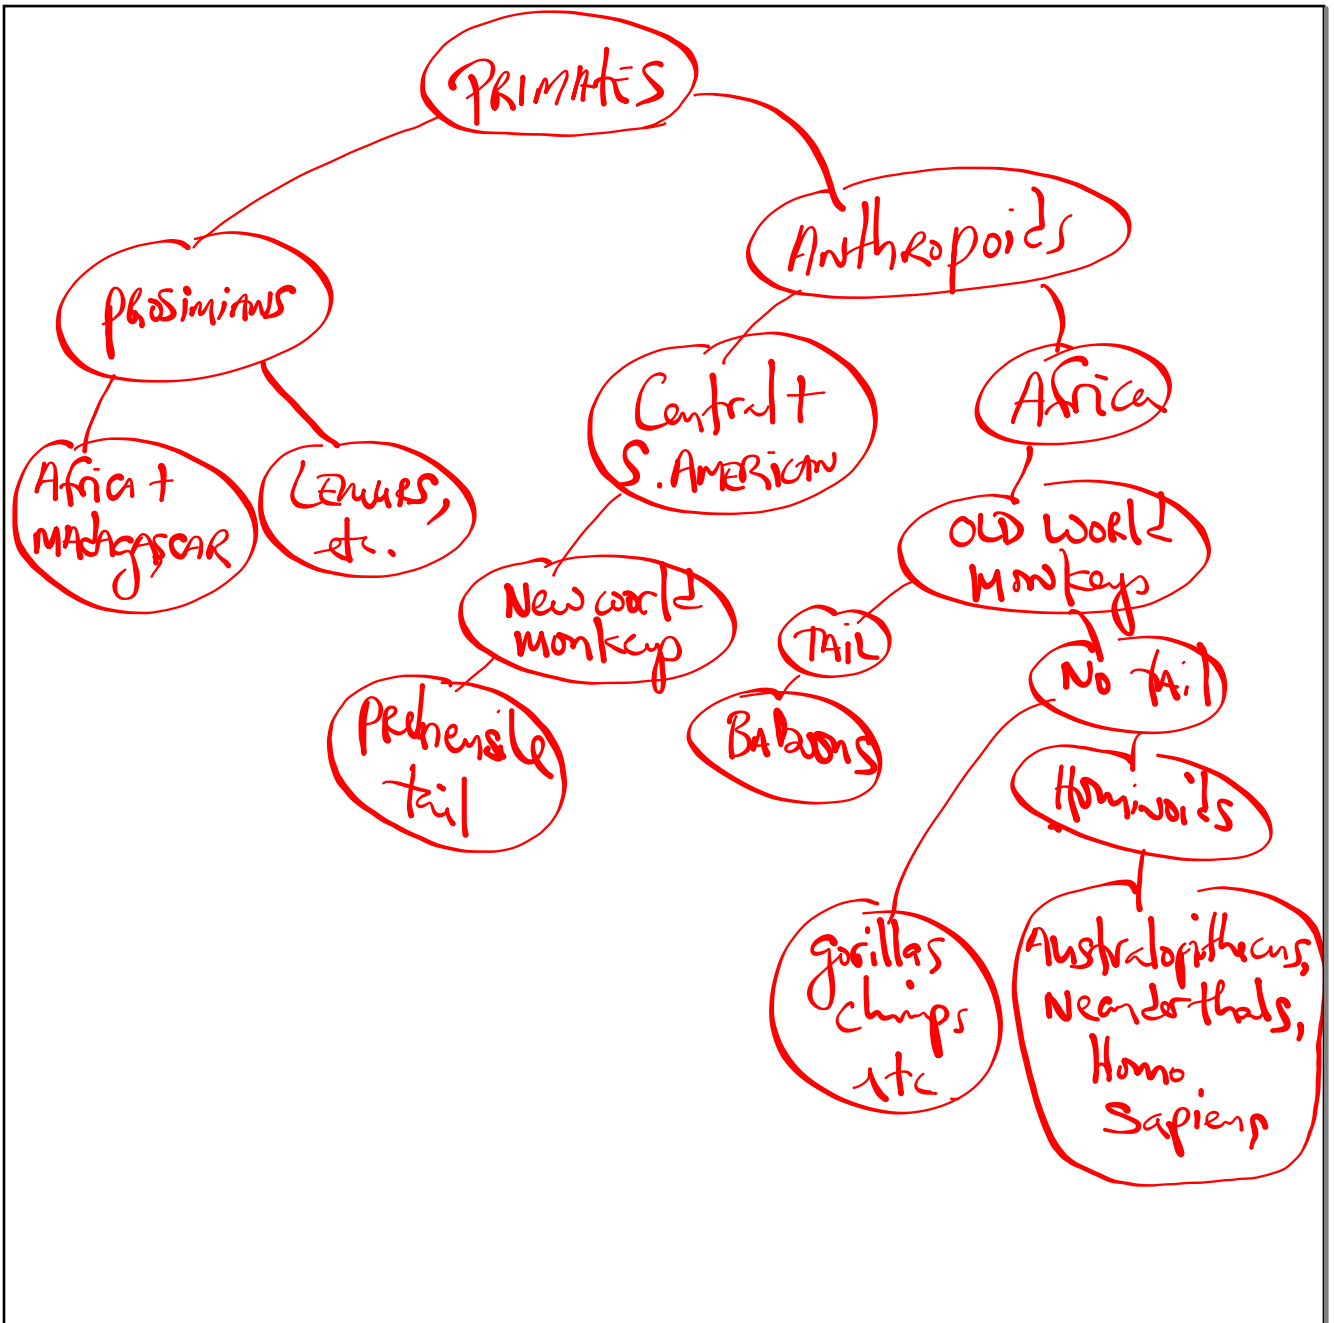 PRIMATES
Anthropoids
Prosimians
Central +
S. AMERICAN
Africa
Africa +
MADAGASCAR
LEMURS,
etc.
OLD WORLD
Monkeys
New world
monkeys
TAIL
No tail
Prehensile
tail
BABoons
Hominoids
gorillas
chimps
etc
Australopithecus,
Neanderthals,
Homo
Sapiens